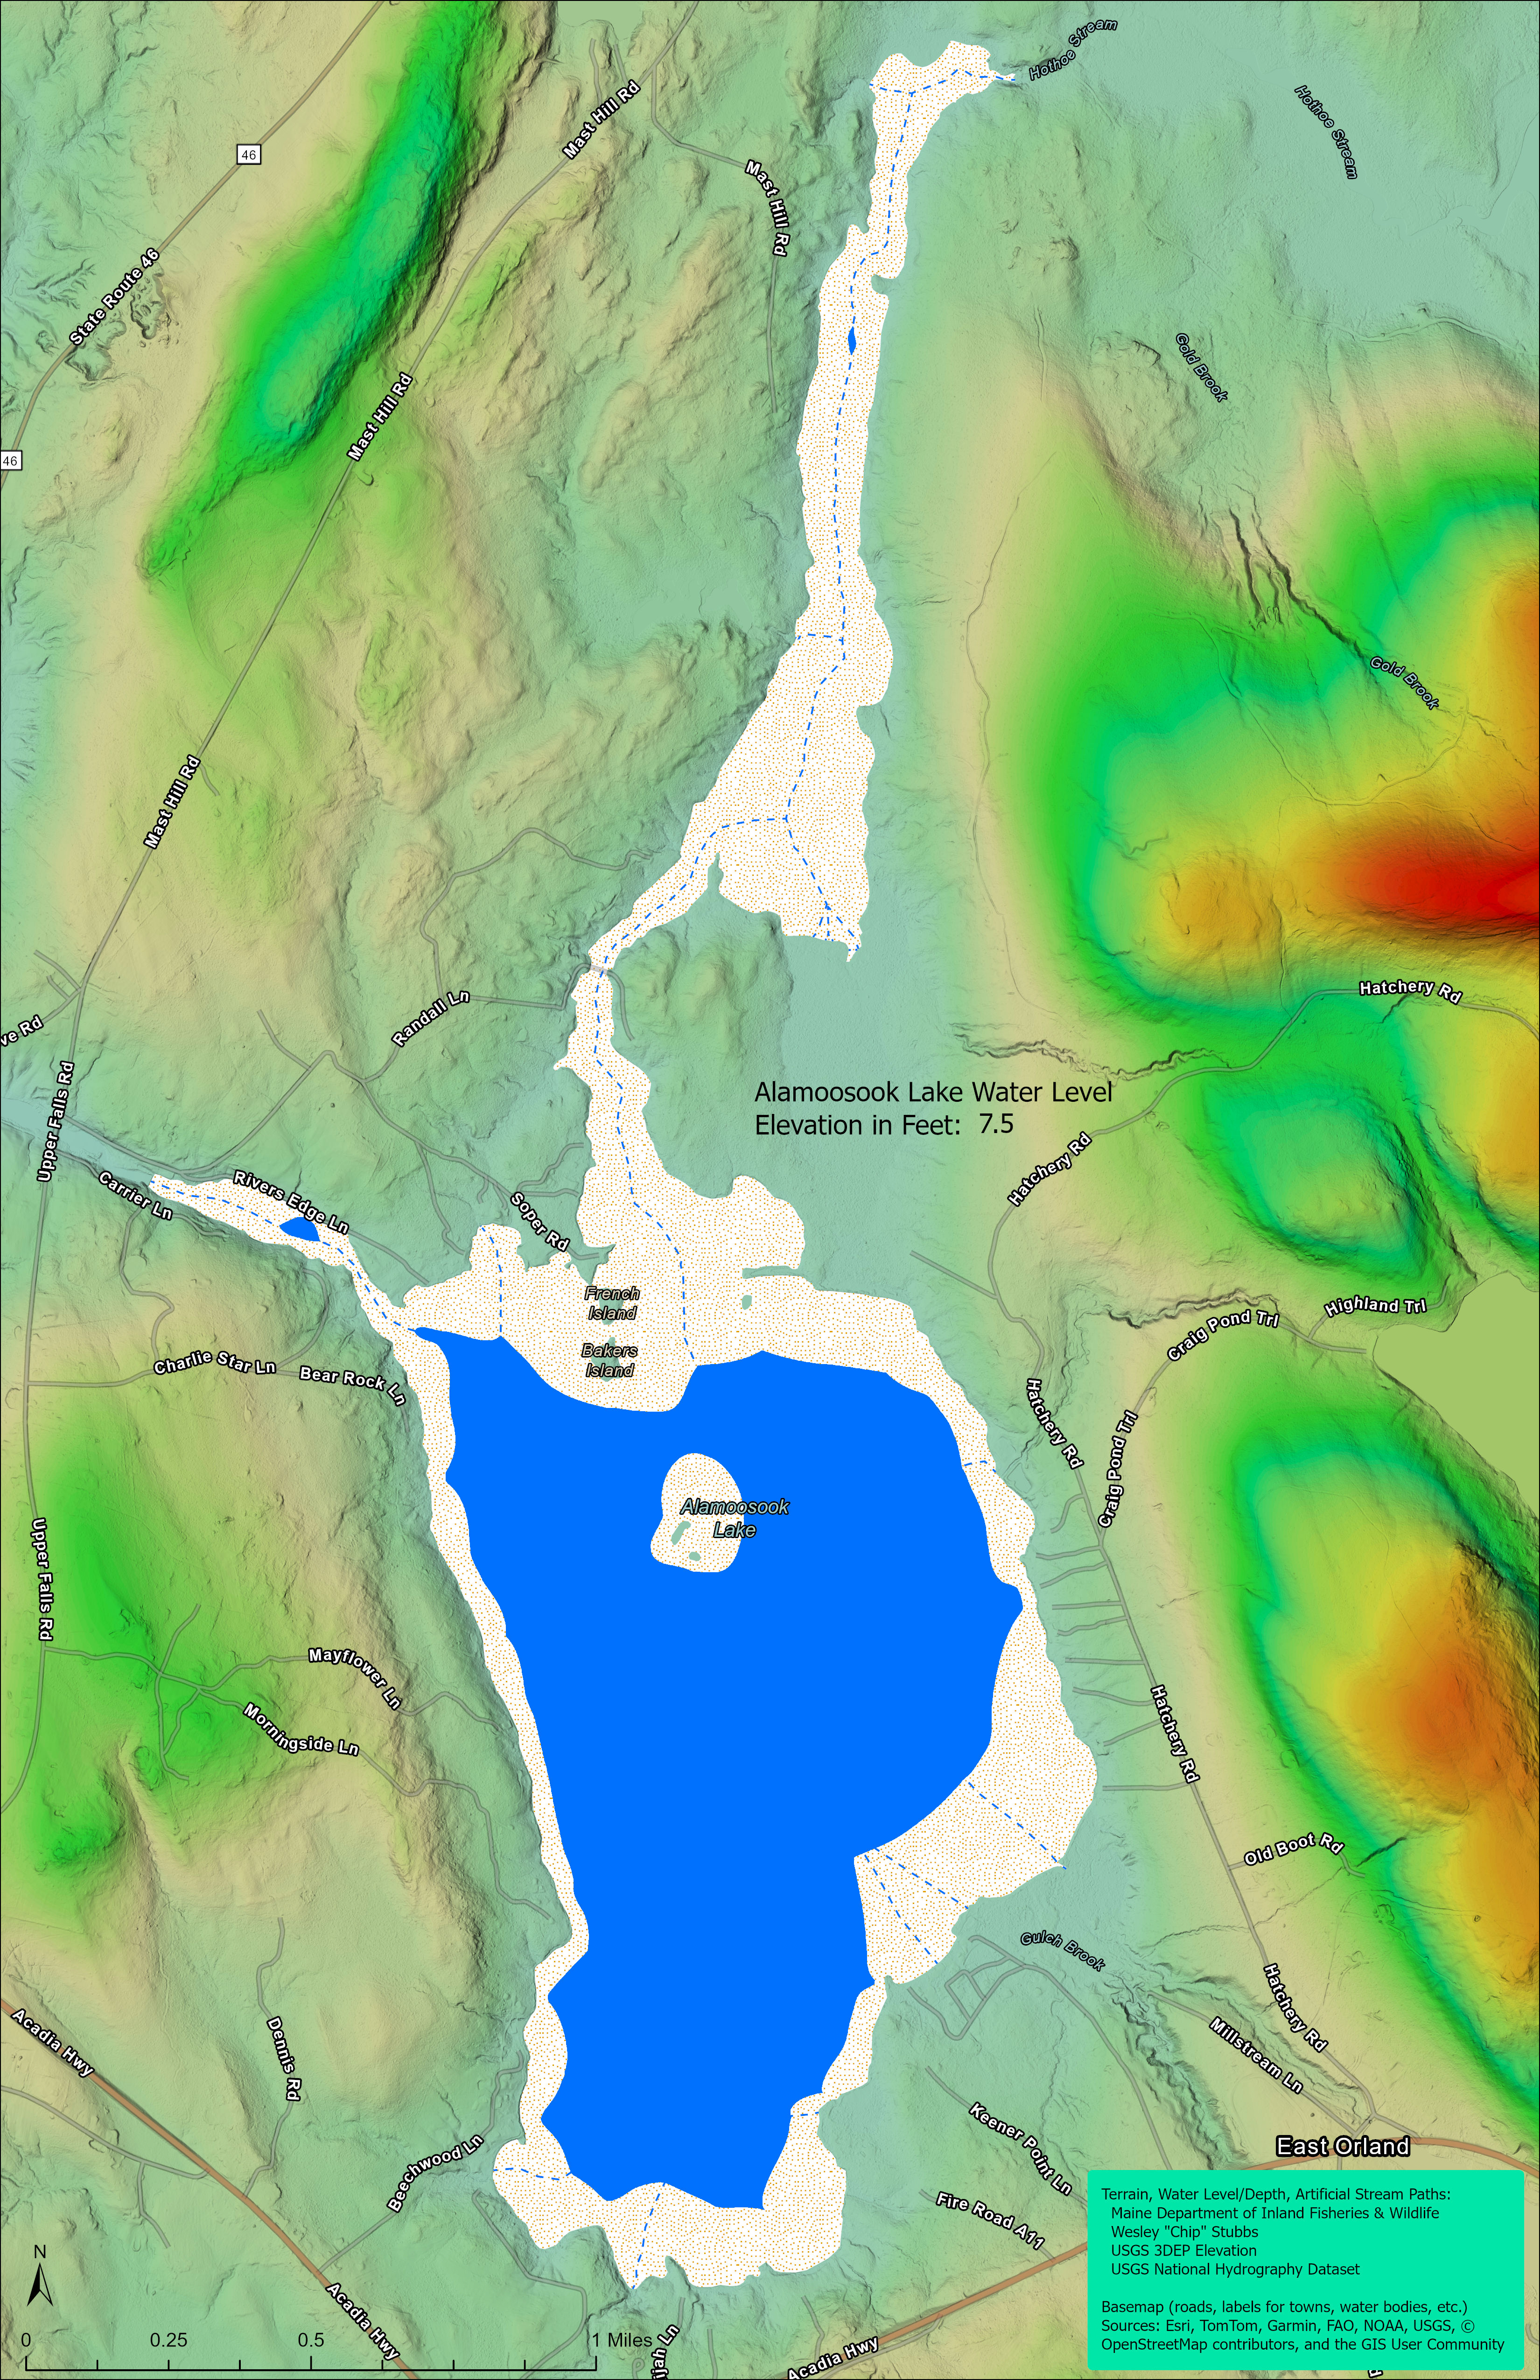 Hothoe Stream
Hothoe Stream
Mast Hill Rd
46
Mast Hill Rd
State Route 46
Gold Brook
Mast Hill Rd
46
Gold Brook
Mast Hill Rd
Hatchery Rd
Randall Ln
ve Rd
Alamoosook Lake Water Level
Elevation in Feet: 7.5
Upper Falls Rd
Hatchery Rd
Rivers Edge Ln
Carrier Ln
Soper Rd
French
Island
Highland Trl
Craig Pond Trl
Bakers
Island
Charlie Star Ln
Bear Rock Ln
Hatchery Rd
Craig Pond Trl
Alamoosook
Lake
Upper Falls Rd
Mayflower Ln
Morningside Ln
Hatchery Rd
Old Boot Rd
Gulch Brook
Hatchery Rd
Acadia Hwy
Dennis Rd
Millstream Ln
Keener Point Ln
East Orland
Beechwood Ln
Fire Road A11
Terrain, Water Level/Depth, Artificial Stream Paths:
Maine Department of Inland Fisheries & Wildlife
Wesley "Chip" Stubbs
USGS 3DEP Elevation
USGS National Hydrography Dataset
Basemap (roads, labels for towns, water bodies, etc.)
Sources: Esri, TomTom, Garmin, FAO, NOAA, USGS, ©
OpenStreetMap contributors, and the GIS User Community
N
Acadia Hwy
0 0.25 0.5 1 Miles
jah Ln
Acadia Hwy